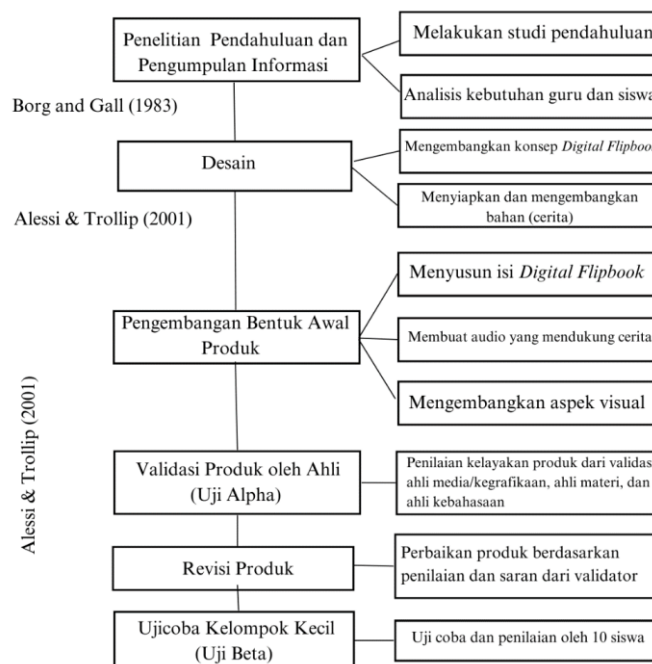 Penelitian Pendahuluan dan
Pengumpulan Informasi
Melakukan studi pendahuluan
Analisis kebutuhan guru dan siswa
Borg and Gall (1983)
Desain
Mengembangkan konsep Digital Flipbook
Menyiapkan dan mengembangkan
bahan (cerita)
Alessi & Trollip (2001)
Menyusun isi Digital Flipbook
Pengembangan Bentuk Awal
Produk
Membuat audio yang mendukung cerita
Mengembangkan aspek visual
Alessi & Trollip (2001)
Validasi Produk oleh Ahli
(Uji Alpha)
Penilaian kelayakan produk dari validasi
ahli media/kegrafikaan, ahli materi, dan
ahli kebahasaan
Revisi Produk
Perbaikan produk berdasarkan
penilaian dan saran dari validator
Ujicoba Kelompok Kecil
(Uji Beta)
Uji coba dan penilaian oleh 10 siswa